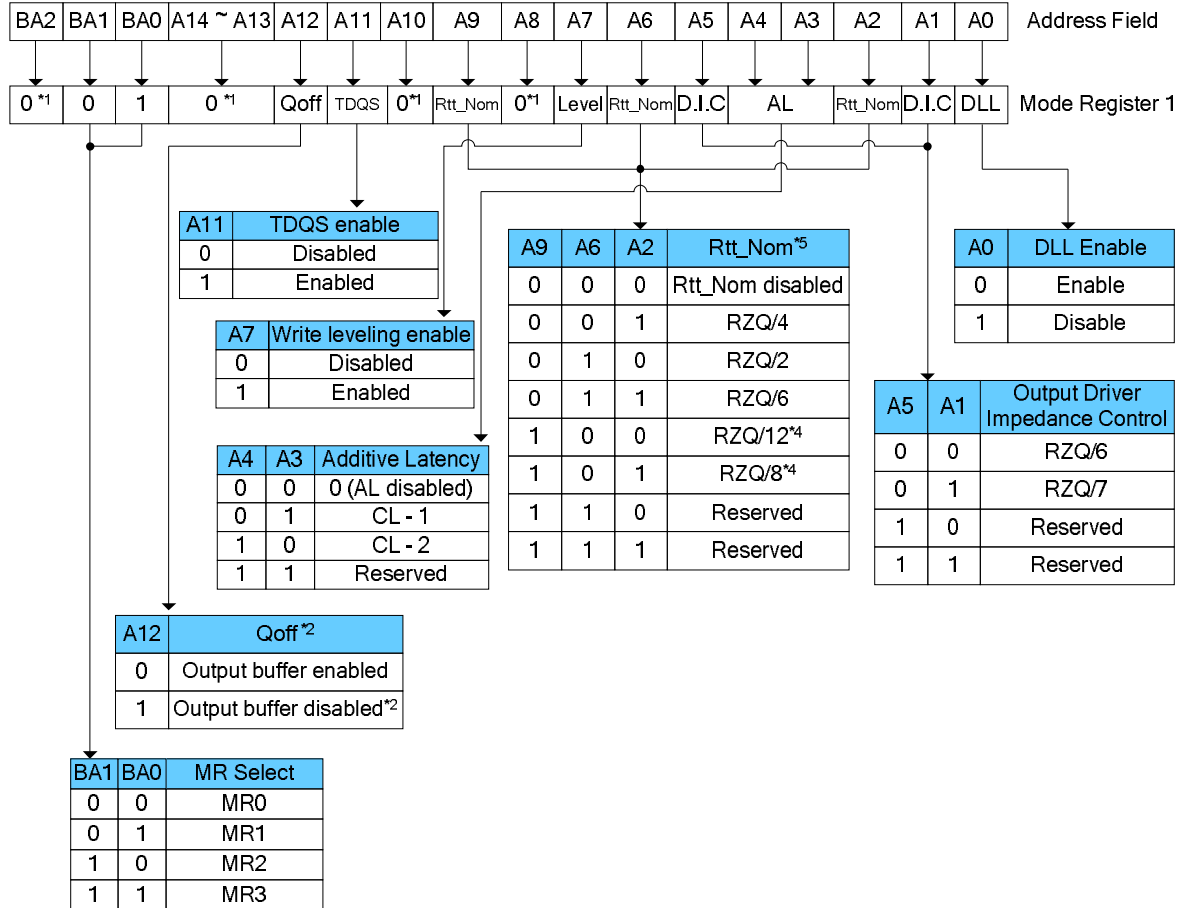 BA2 BA1 BA0 A14 ~ A13 A12 A11 A10 A9 A8 A7 A6 A5 A4 A3 A2 A1 A0 Address Field
0*1 0 1 0*1 Qoff TDQS 0*1 Rtt_Nom 0*1 Level Rtt_Nom D.I.C AL Rtt_Nom D.I.C DLL Mode Register 1
A11 TDQS enable
0 Disabled
1 Enabled
A7 Write leveling enable
0 Disabled
1 Enabled
A4 A3 Additive Latency
0 0 0 (AL disabled)
0 1 CL - 1
1 0 CL - 2
1 1 Reserved
A9 A6 A2 Rtt_Nom*5
0 0 0 Rtt_Nom disabled
0 0 1 RZQ/4
0 1 0 RZQ/2
0 1 1 RZQ/6
1 0 0 RZQ/12*4
1 0 1 RZQ/8*4
1 1 0 Reserved
1 1 1 Reserved
A0 DLL Enable
0 Enable
1 Disable
A5 A1 Output Driver
Impedance Control
0 0 RZQ/6
0 1 RZQ/7
1 0 Reserved
1 1 Reserved
A12 Qoff*2
0 Output buffer enabled
1 Output buffer disabled*2
BA1 BA0 MR Select
0 0 MR0
0 1 MR1
1 0 MR2
1 1 MR3